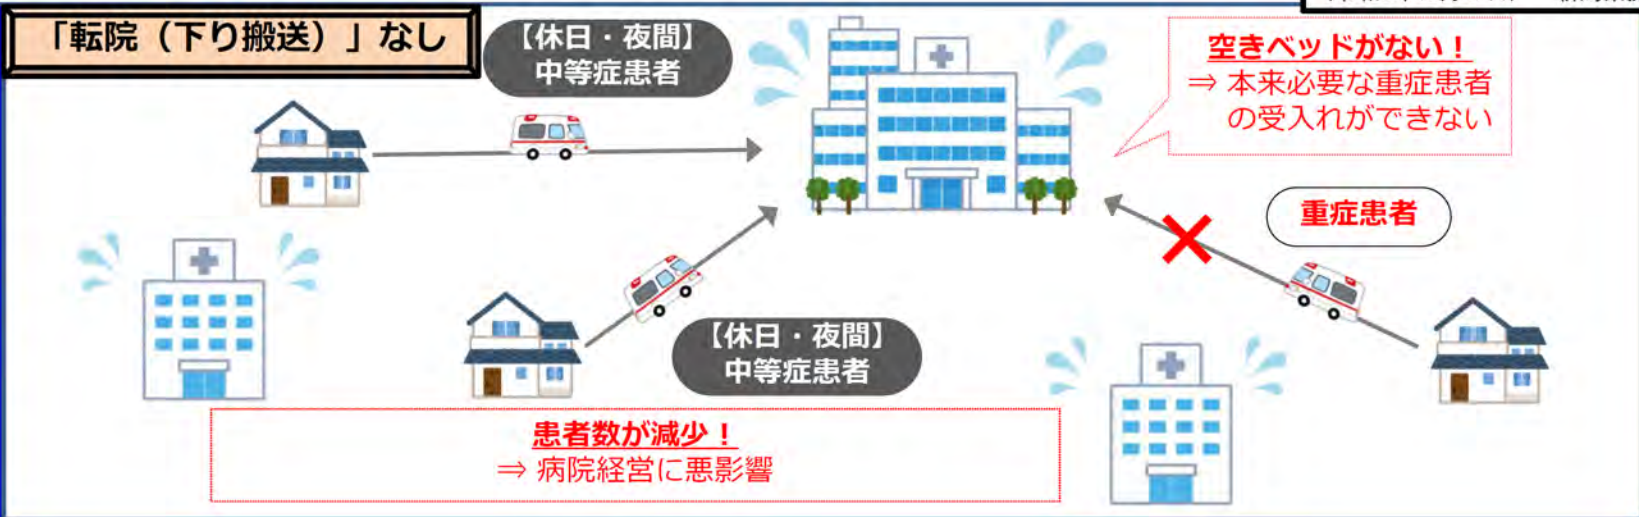 「転院（下り搬送）」なし
【休日・夜間】
中等症患者
空きベッドがない！
⇒ 本来必要な重症患者
の受入れができない
重症患者
【休日・夜間】
中等症患者
患者数が減少！
⇒ 病院経営に悪影響